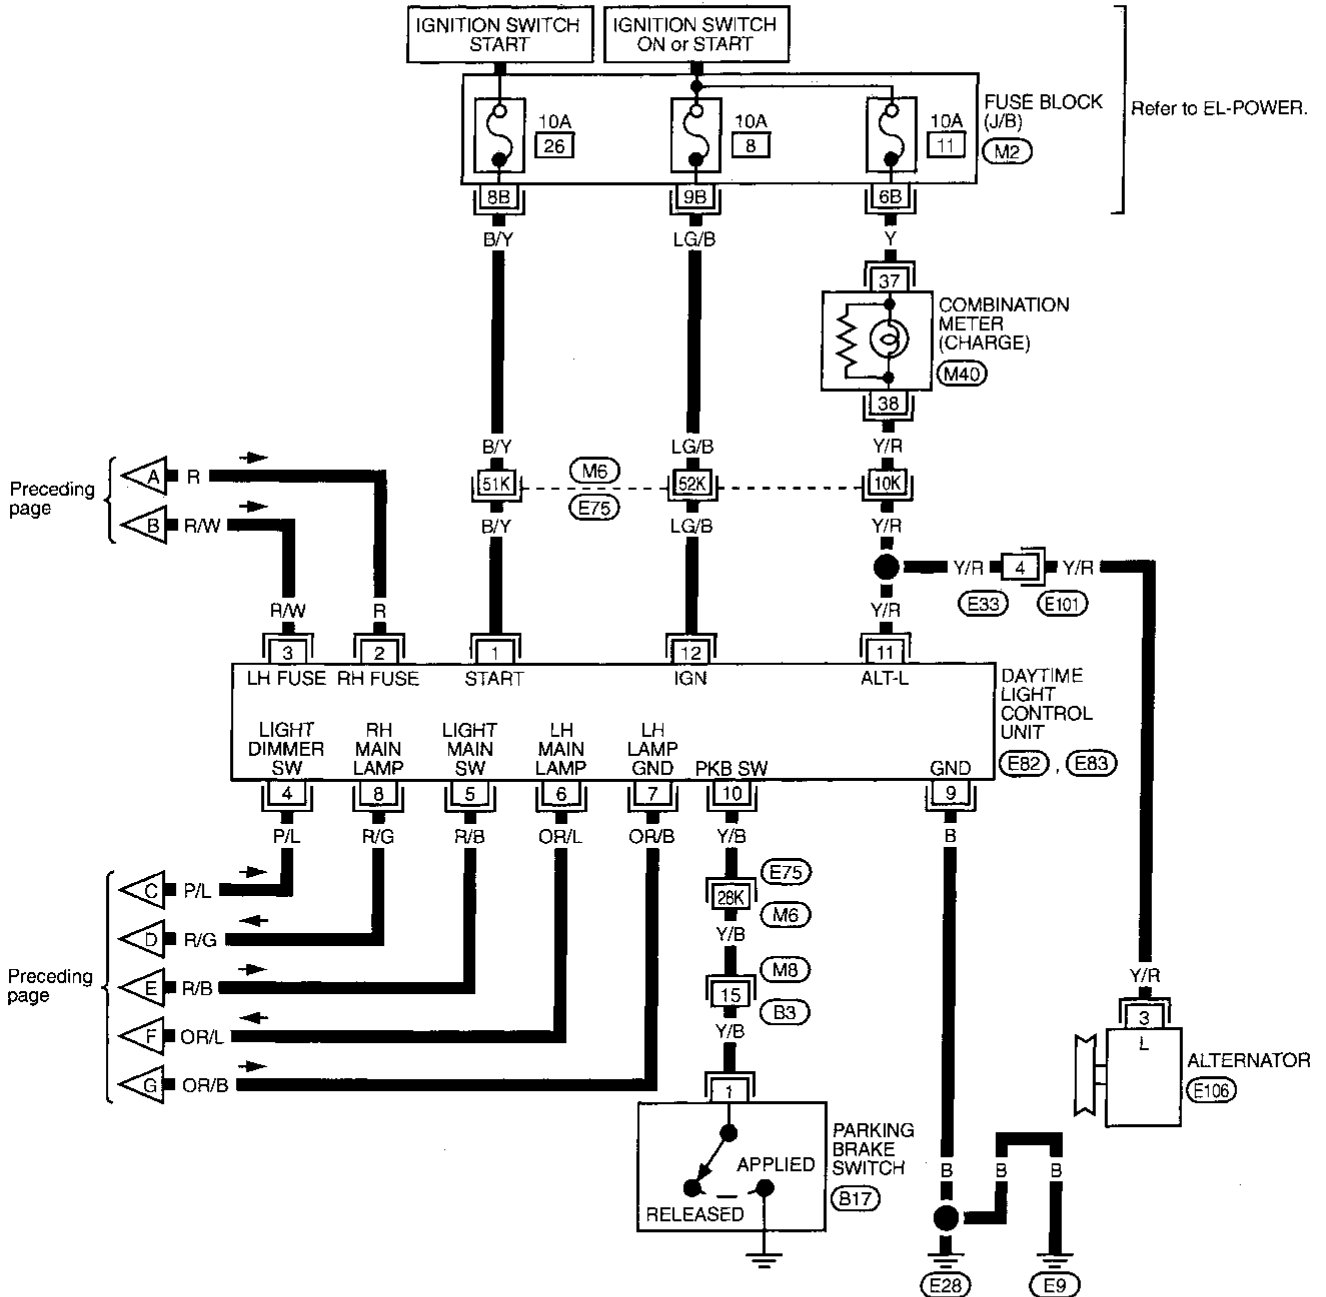 IGNITION SWITCH
START
IGNITION SWITCH
ON or START
10A
26
10A
8
10A
11
FUSE BLOCK
(J/B)
M2
Refer to EL-POWER.
8B
9B
6B
B/Y
LG/B
Y
37
COMBINATION
METER
(CHARGE)
M40
38
B/Y
LG/B
Y/R
51K
M6
E75
52K
10K
B/Y
LG/B
Y/R
Preceding
page
A
R
B
R/W
Y/R
4
Y/R
E33
E101
R/W
R
Y/R
3
2
1
12
11
LH FUSE
RH FUSE
START
IGN
ALT-L
DAYTIME
LIGHT
CONTROL
UNIT
E82 , E83
LIGHT
DIMMER
SW
RH
MAIN
LAMP
LIGHT
MAIN
SW
LH
MAIN
LAMP
LH
LAMP
GND
PKB SW
GND
4
8
5
6
7
10
9
P/L
R/G
R/B
OR/L
OR/B
Y/B
B
Preceding
page
C
P/L
D
R/G
E
R/B
F
OR/L
G
OR/B
E75
28K
M6
Y/B
M8
15
B3
Y/B
1
PARKING
BRAKE
SWITCH
B17
APPLIED
RELEASED
Y/R
3
L
ALTERNATOR
E106
B
B
B
E28
E9